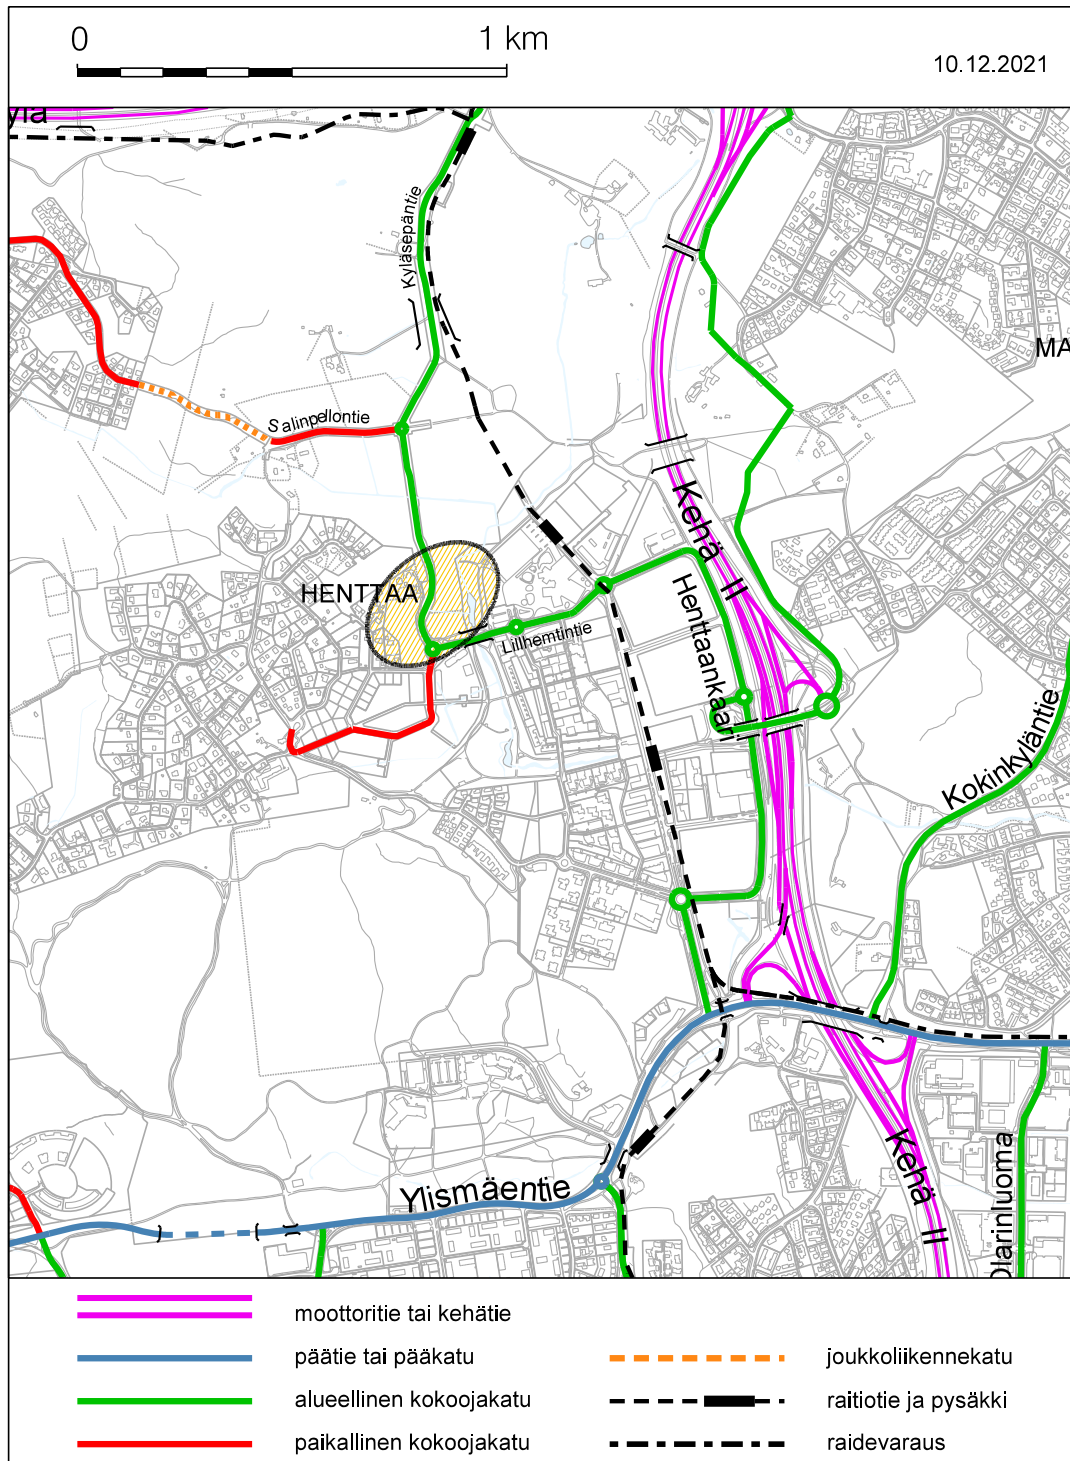 0
1 km
10.12.2021
ylä
Kyläsepäntie
MA
Salinpellontie
Kehä II
HENTTAA
Lillhemtintie
Henttaankaari
Kokinkyläntie
Kehä II
Ylismäentie
Olarinluoma
moottoritie tai kehätie
päätie tai pääkatu
joukkoliikennekatu
alueellinen kokoojakatu
raitiotie ja pysäkki
paikallinen kokoojakatu
raidevaraus